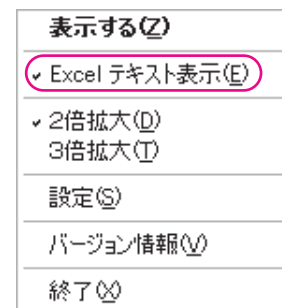 表示する(Z)
✓ Excel テキスト表示(E)
✓ 2倍拡大(D)
3倍拡大(T)
設定(S)
バージョン情報(V)
終了(X)